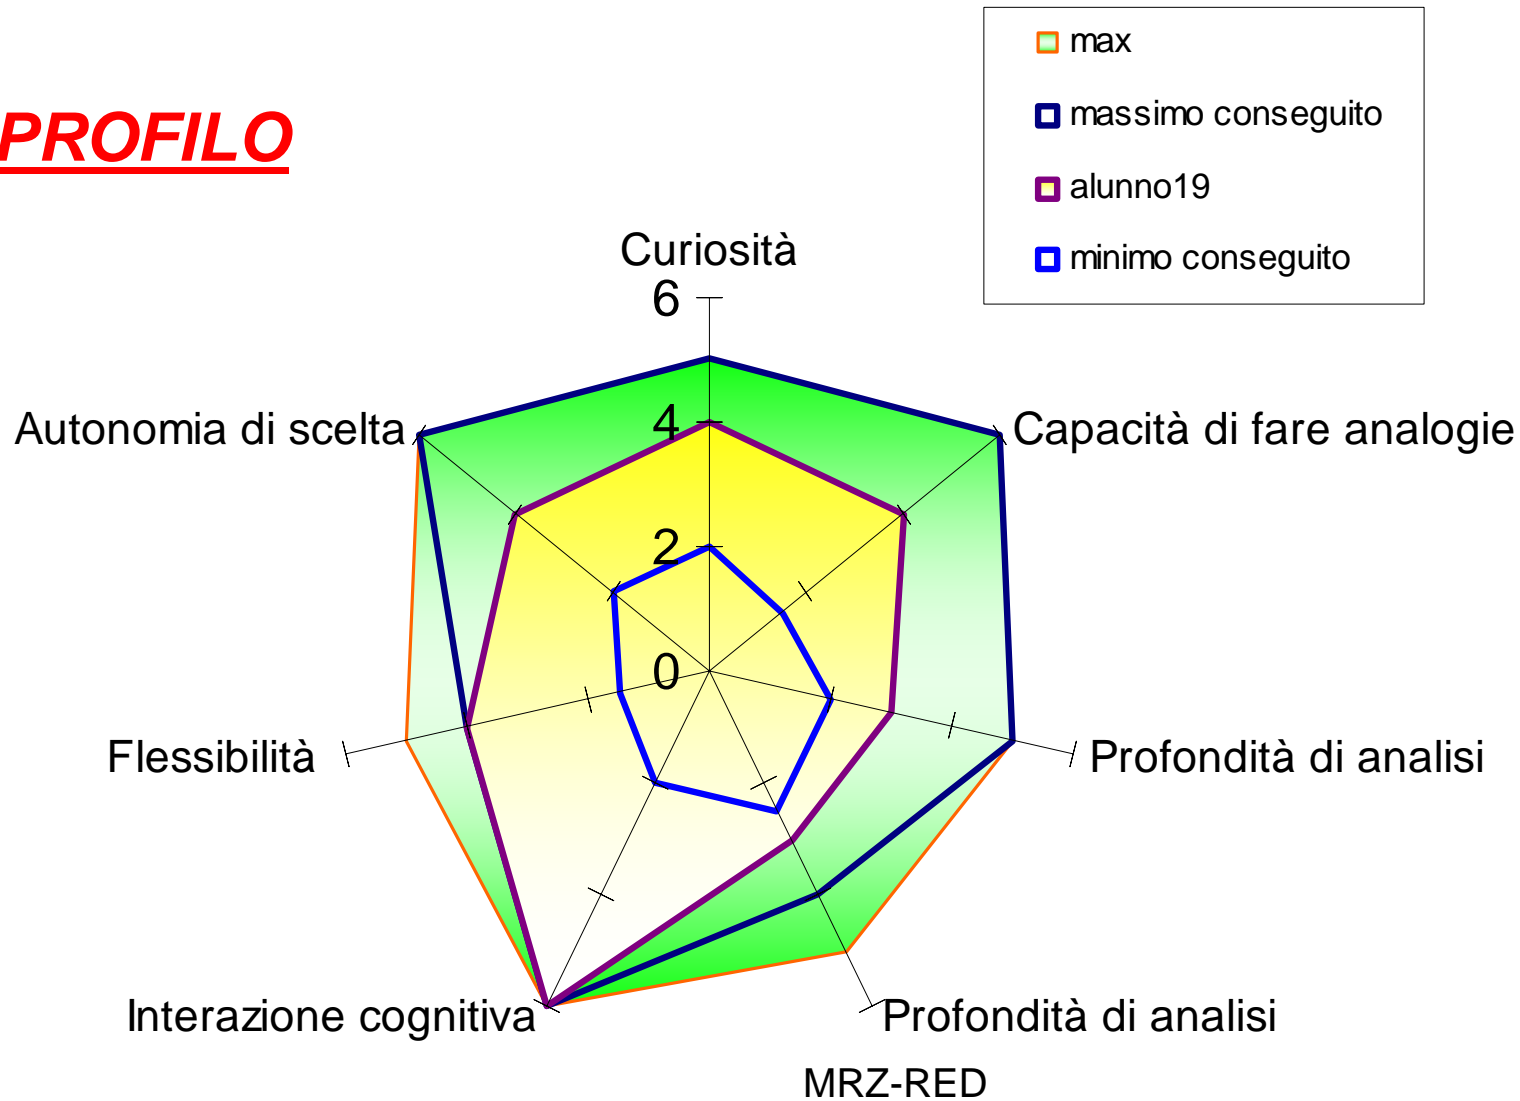 max
massimo conseguito
alunno19
minimo conseguito
PROFILO
Curiosità
6
Autonomia di scelta
4
Capacità di fare analogie
2
0
Flessibilità
Profondità di analisi
Interazione cognitiva
Profondità di analisi
MRZ-RED